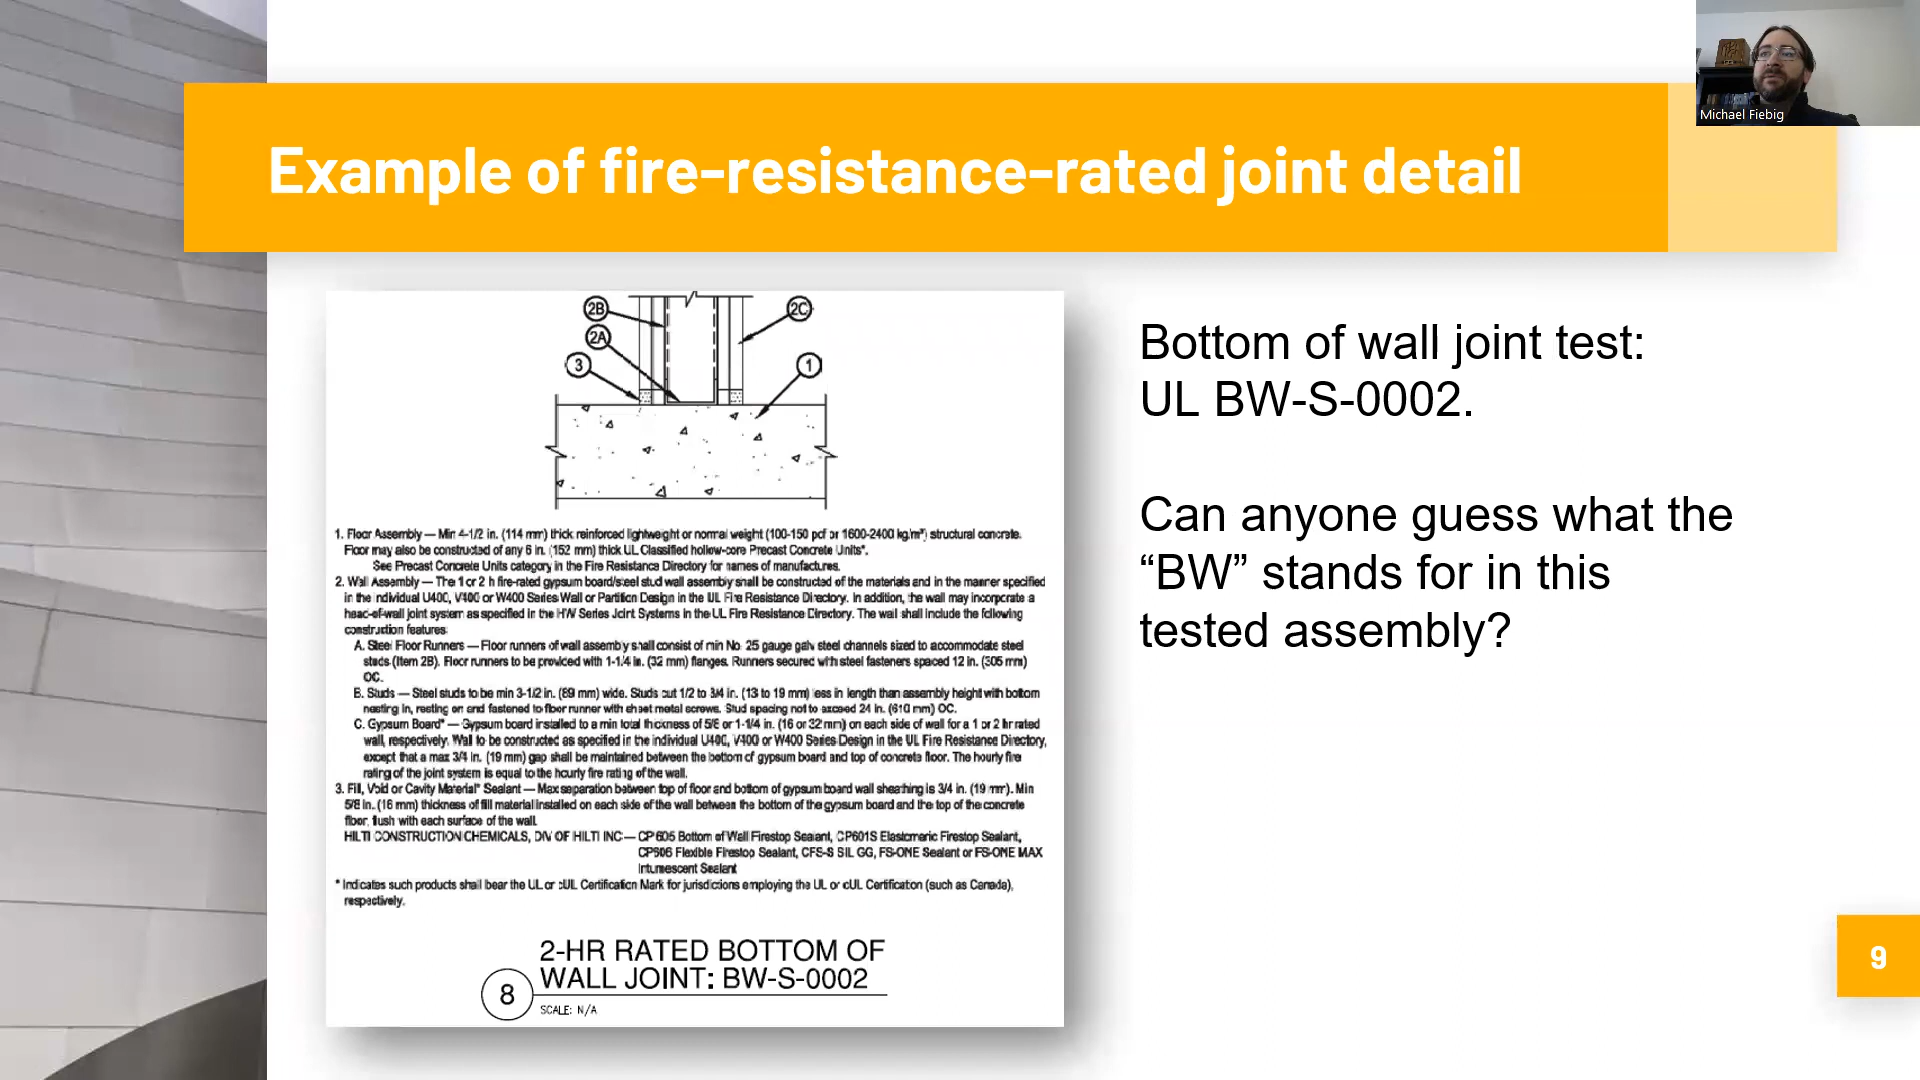 Michael Fiebig
Example of fire-resistance-rated joint detail
2B
2C
2A
3
1
Bottom of wall joint test:
UL BW-S-0002.
Can anyone guess what the
“BW” stands for in this
tested assembly?
1. Floor Assembly — Min 4-1/2 in. (114 mm) thick reinforced lightweight or normal weight (100-150 pcf or 1600-2400 kg/m³) structural concrete.
Floor may also be constructed of any 6 in. (152 mm) thick UL Classified hollow-core Precast Concrete Units*.
See Precast Concrete Units category in the Fire Resistance Directory for names of manufactures.
2. Wall Assembly — The 1 or 2 h fire-rated gypsum board/steel stud wall assembly shall be constructed of the materials and in the manner specified
in the individual U400, V400 or W400 Series Wall or Partition Design in the UL Fire Resistance Directory. In addition, the wall may incorporate a
head-of-wall joint system as specified in the HW Series Joint Systems in the UL Fire Resistance Directory. The wall shall include the following
construction features
A. Steel Floor Runners — Floor runners of wall assembly shall consist of min No. 25 gauge galv steel channels sized to accommodate steel
studs (Item 2B). Floor runners to be provided with 1-1/4 in. (32 mm) flanges. Runners secured with steel fasteners spaced 12 in. (305 mm)
OC.
B. Studs — Steel studs to be min 3-1/2 in. (89 mm) wide. Studs cut 1/2 to 3/4 in. (13 to 19 mm) less in length than assembly height with bottom
nesting in, resting on and fastened to floor runner with sheet metal screws. Stud spacing not to exceed 24 in. (610 mm) OC.
C. Gypsum Board* — Gypsum board installed to a min total thickness of 5/8 or 1-1/4 in. (16 or 32 mm) on each side of wall for a 1 or 2 hr rated
wall, respectively. Wall to be constructed as specified in the individual U400, V400 or W400 Series Design in the UL Fire Resistance Directory,
except that a max 3/4 in. (19 mm) gap shall be maintained between the bottom of gypsum board and top of concrete floor. The hourly fire
rating of the joint system is equal to the hourly fire rating of the wall.
3. Fill, Void or Cavity Material* Sealant — Max separation between top of floor and bottom of gypsum board wall sheathing is 3/4 in. (19 mm). Min
5/8 in. (16 mm) thickness of fill material installed on each side of the wall between the bottom of the gypsum board and the top of the concrete
floor, flush with each surface of the wall.
HILTI CONSTRUCTION CHEMICALS, DIV OF HILTI INC — CP605 Bottom of Wall Firestop Sealant, CP601S Elastomeric Firestop Sealant,
CP606 Flexible Firestop Sealant, CFS-S SIL GG, FS-ONE Sealant or FS-ONE MAX
Intumescent Sealant
* Indicates such products shall bear the UL or cUL Certification Mark for jurisdictions employing the UL or cUL Certification (such as Canada),
respectively.
8
2-HR RATED BOTTOM OF
WALL JOINT: BW-S-0002
SCALE: N/A
9